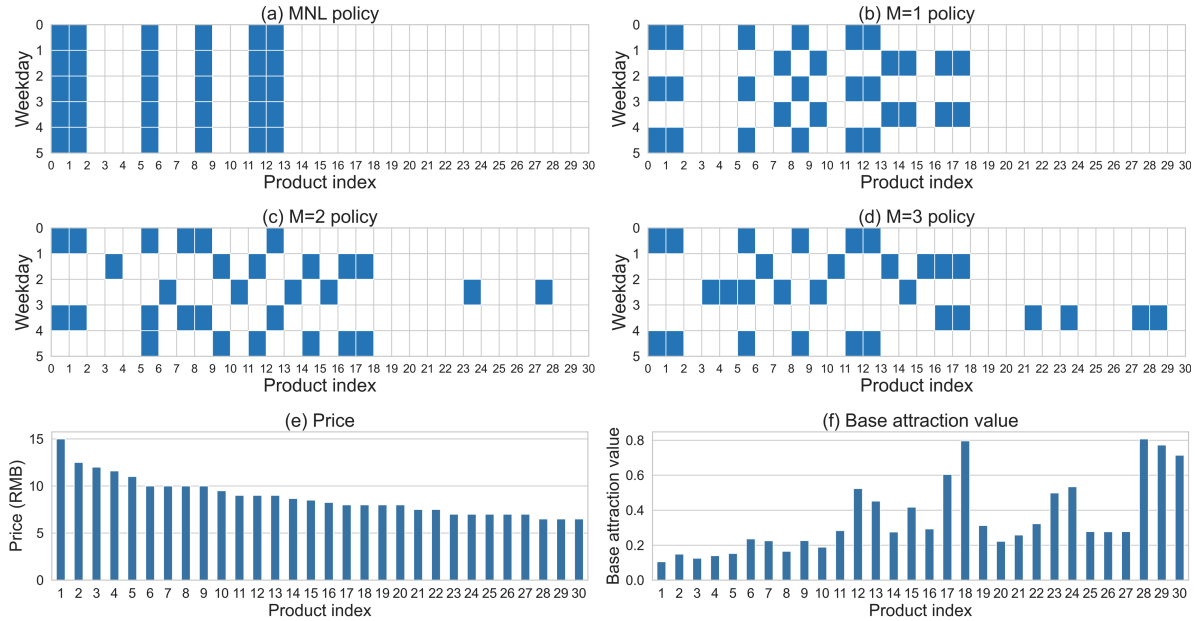 (a) MNL policy
Weekday
0
1
2
3
4
5
0 1 2 3 4 5 6 7 8 9 10 11 12 13 14 15 16 17 18 19 20 21 22 23 24 25 26 27 28 29 30
Product index
(b) M=1 policy
Weekday
0
1
2
3
4
5
0 1 2 3 4 5 6 7 8 9 10 11 12 13 14 15 16 17 18 19 20 21 22 23 24 25 26 27 28 29 30
Product index
(c) M=2 policy
Weekday
0
1
2
3
4
5
0 1 2 3 4 5 6 7 8 9 10 11 12 13 14 15 16 17 18 19 20 21 22 23 24 25 26 27 28 29 30
Product index
(d) M=3 policy
Weekday
0
1
2
3
4
5
0 1 2 3 4 5 6 7 8 9 10 11 12 13 14 15 16 17 18 19 20 21 22 23 24 25 26 27 28 29 30
Product index
(e) Price
Price (RMB)
15
10
5
0
1 2 3 4 5 6 7 8 9 10 11 12 13 14 15 16 17 18 19 20 21 22 23 24 25 26 27 28 29 30
Product index
(f) Base attraction value
Base attraction value
0.8
0.6
0.4
0.2
0.0
1 2 3 4 5 6 7 8 9 10 11 12 13 14 15 16 17 18 19 20 21 22 23 24 25 26 27 28 29 30
Product index